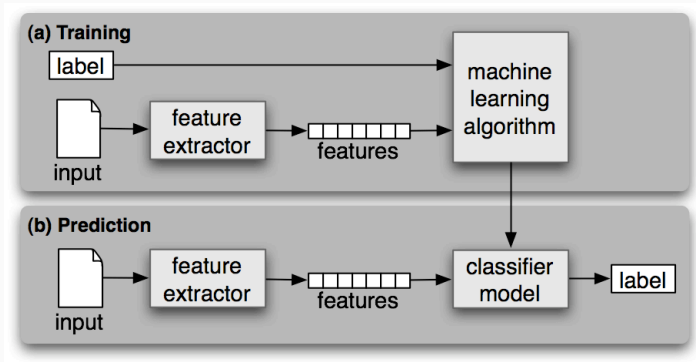 (a) Training
label
machine
learning
algorithm
feature
extractor
features
input
(b) Prediction
feature
extractor
features
input
classifier
model
label